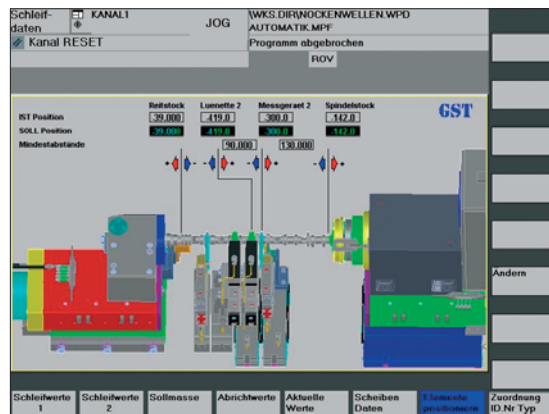 Schleif-
daten
KANAL1
JOG
\WKS.DIR\NOCKENWELLEN.WPD
AUTOMATIK.MPF
Kanal RESET
Programm abgebrochen
ROV
Reitstock Luenette 2 Messgeraet 2 Spindelstock
GST
IST Position -39.000 -419.0 -300.0 -142.0
SOLL Position -39.000 -419.0 -300.0 -142.0
Mindestabstände 90.000 130.000
+ - + - - + - +
Ändern
Schleifwerte 1
Schleifwerte 2
Sollmasse
Abrichtwerte
Aktuelle Werte
Scheiben Daten
Elemente positionieren
Zuordnung ID.Nr Typ